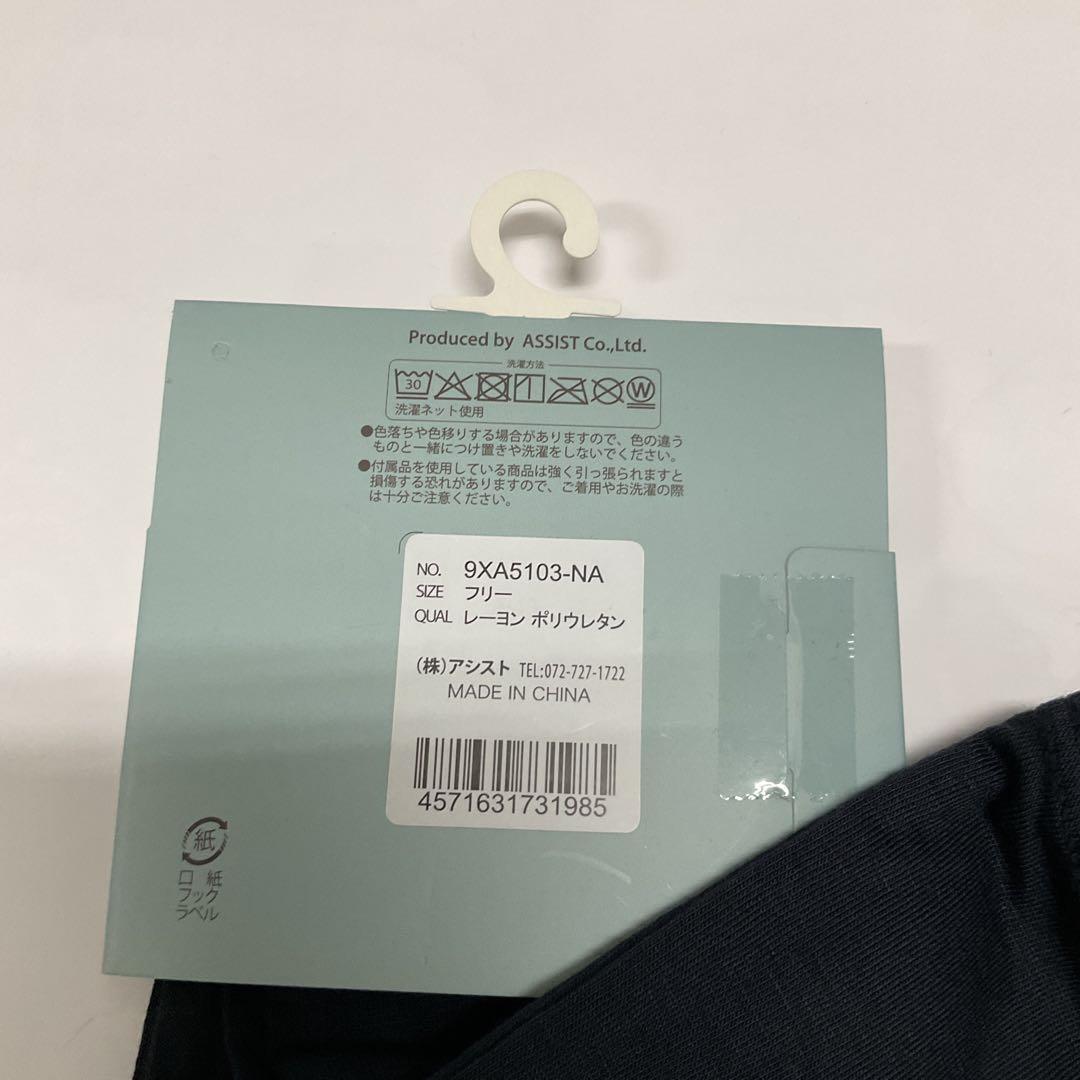 Produced by ASSIST Co.,Ltd.
洗濯方法
30
W
洗濯ネット使用
●色落ちや色移りする場合がありますので、色の違う
ものと一緒につけ置きや洗濯をしないでください。
●付属品を使用している商品は強く引っ張られますと
損傷する恐れがありますので、ご着用やお洗濯の際
は十分ご注意ください。
NO. 9XA5103-NA
SIZE フリー
QUAL レーヨン ポリウレタン
(株)アシスト TEL:072-727-1722
MADE IN CHINA
4571631731985
紙
口 紙
フック
ラベル